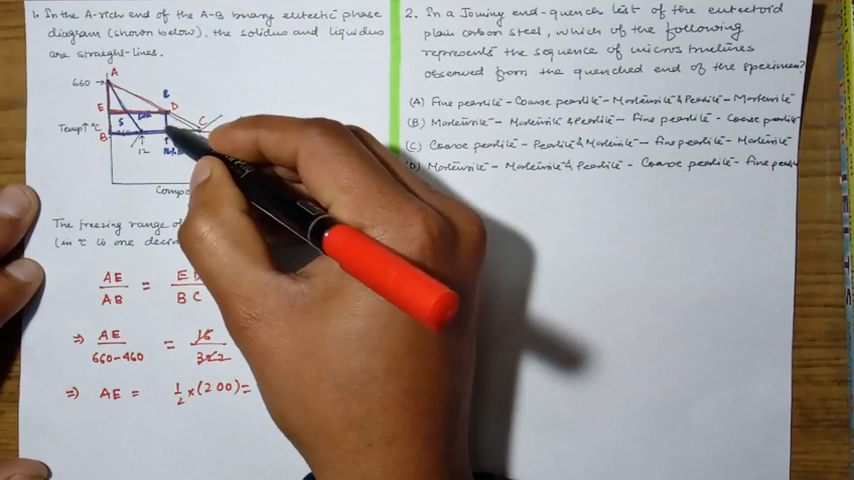 1. In the A-rich end of the A-B binary eutectic phase
diagram (shown below), the solidus and liquidus
are straight-lines.
A
660
R
E
D
S
C
Temp↑ °C
B
12
Compo
The freezing range of
(in °C to one deci
AE / AB = E / BC
⇒ AE / 660-460 = 16 / 32
⇒ AE = 1/2 × (200) =
2. In a Jominy end-quench test of the eutectoid
plain carbon steel, which of the following
represents the sequence of microstructures
observed from the quenched end of the specimen?
(A) Fine pearlite - Coarse pearlite - Martensite & Pearlite - Martensite
(B) Martensite - Martensite & Pearlite - Fine pearlite - Coarse pearlite
(C) Coarse pearlite - Pearlite & Martensite - fine pearlite - Martensite
(D) Martensite - Martensite & Pearlite - Coarse pearlite - fine